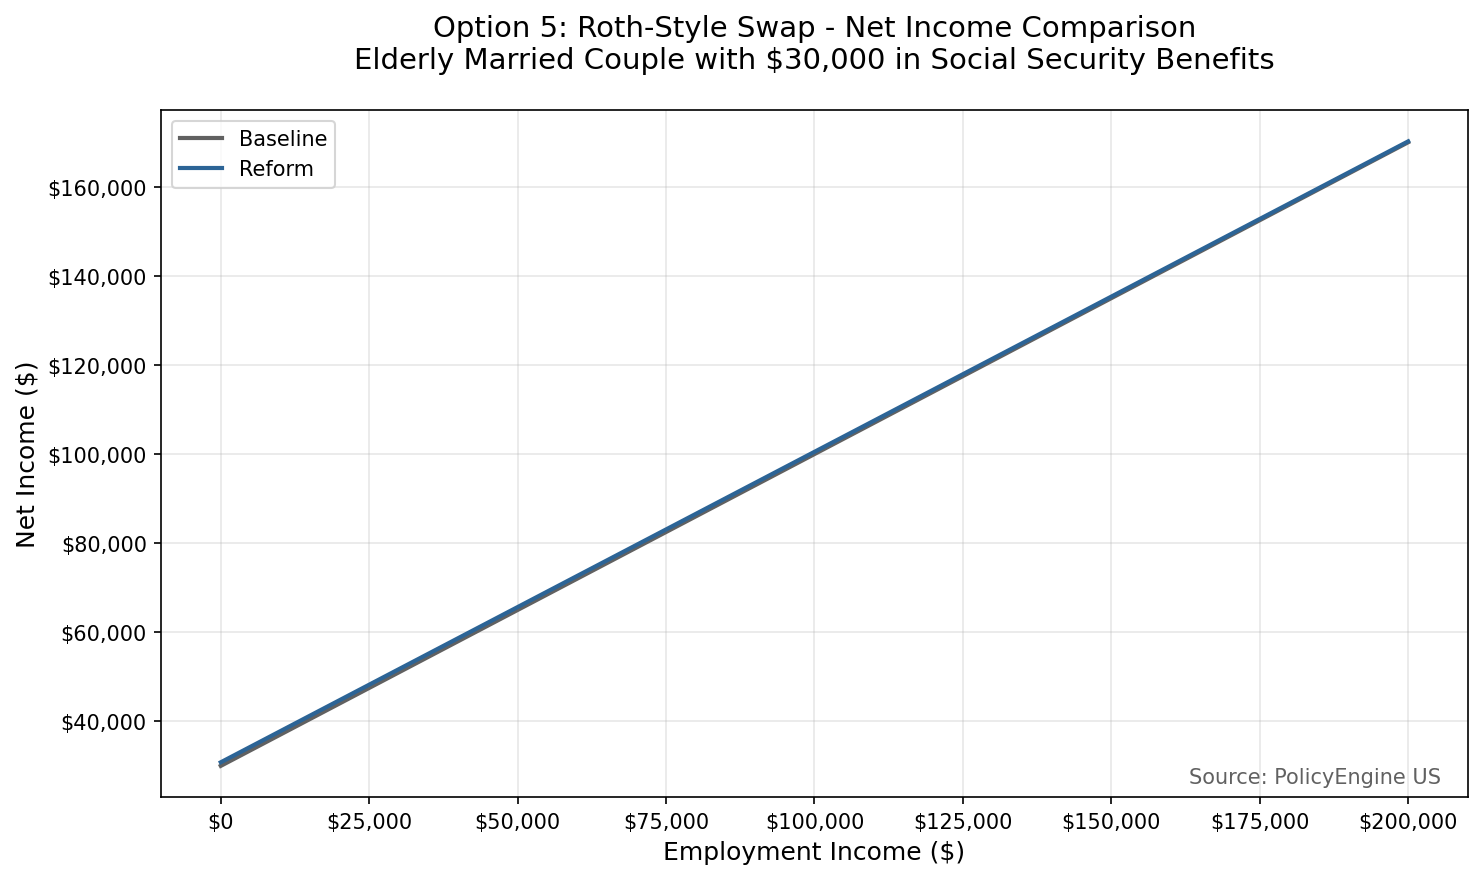 Option 5: Roth-Style Swap - Net Income Comparison
Elderly Married Couple with $30,000 in Social Security Benefits
Baseline
Reform
Net Income ($)
$160,000
$140,000
$120,000
$100,000
$80,000
$60,000
$40,000
Source: PolicyEngine US
$0
$25,000
$50,000
$75,000
$100,000
$125,000
$150,000
$175,000
$200,000
Employment Income ($)